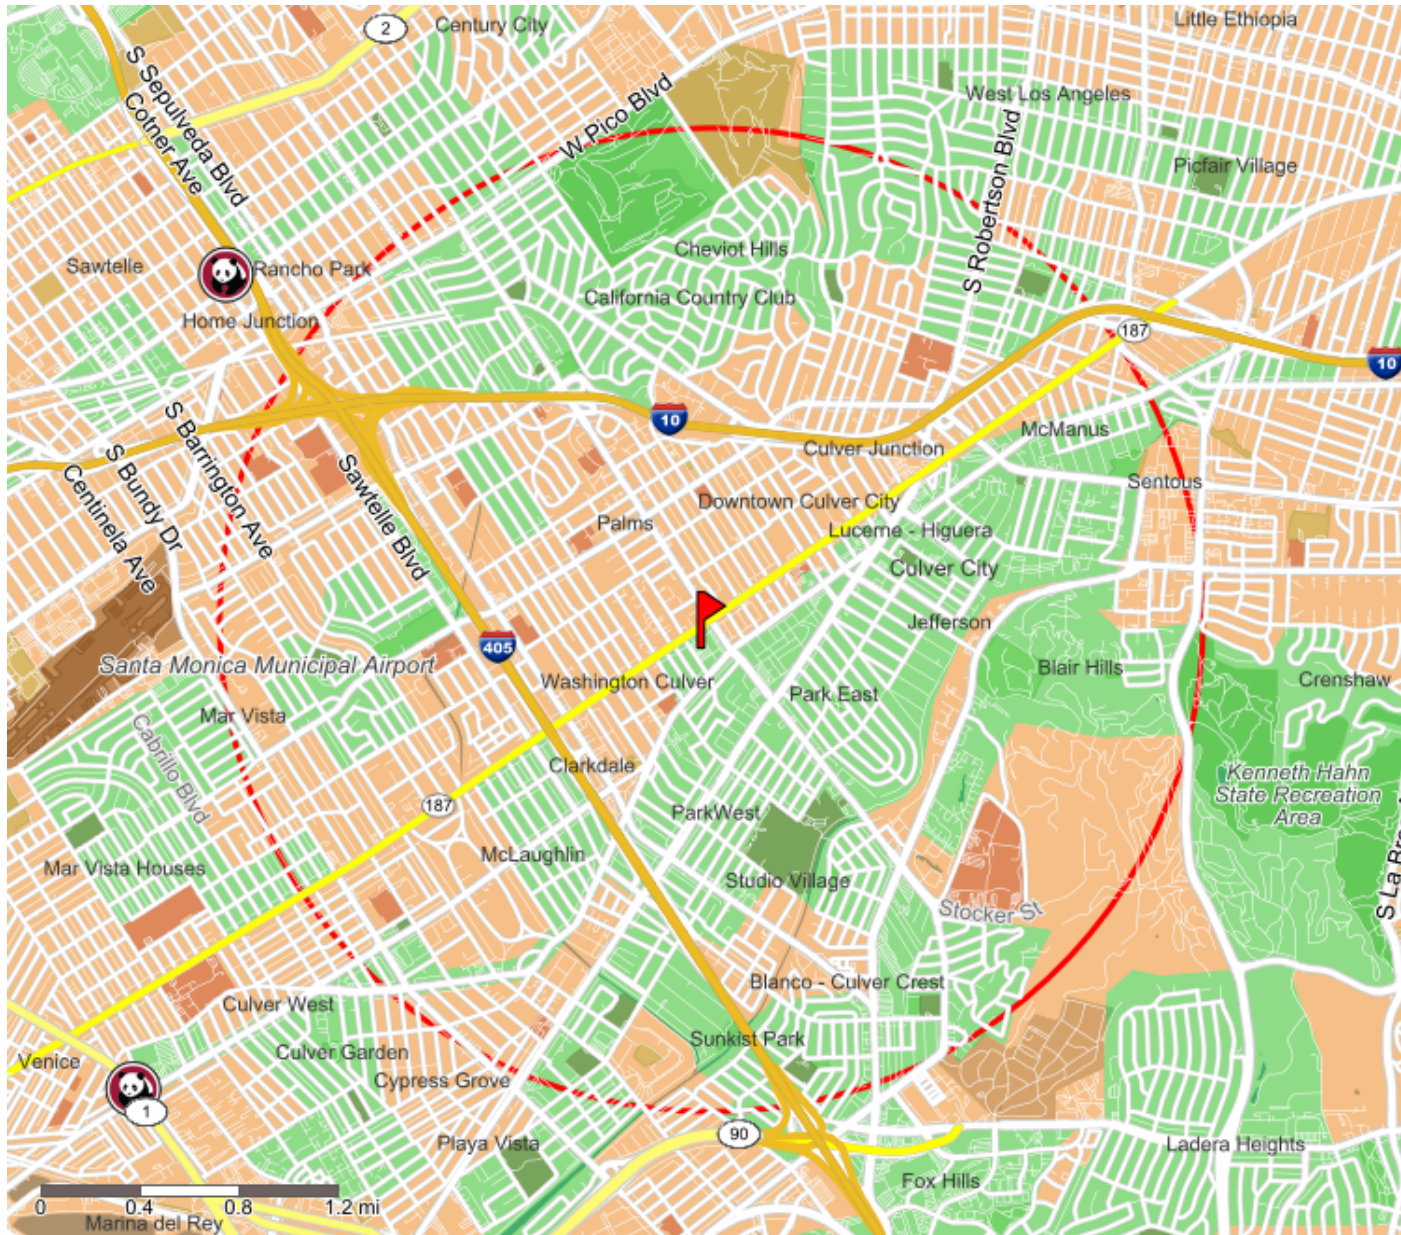 Century City
Little Ethiopia
2
S Sepulveda Blvd
Cotner Ave
W Pico Blvd
West Los Angeles
S Robertson Blvd
Picfair Village
Cheviot Hills
Sawtelle
Rancho Park
California Country Club
Home Junction
187
10
10
S Barrington Ave
S Bundy Dr
Centinela Ave
Sawtelle Blvd
Culver Junction
McManus
Sentous
Downtown Culver City
Palms
Lucerne - Higuera
Culver City
Jefferson
405
Santa Monica Municipal Airport
Washington Culver
Park East
Blair Hills
Crenshaw
Mar Vista
Cabrillo Blvd
Clarkdale
Kenneth Hahn
State Recreation
Area
187
ParkWest
McLaughlin
Mar Vista Houses
Studio Village
Stocker St
S La Br
Blanco - Culver Crest
Culver West
Sunkist Park
Culver Garden
Venice
Cypress Grove
1
Playa Vista
90
Ladera Heights
Fox Hills
0 0.4 0.8 1.2 mi
Marina del Rey